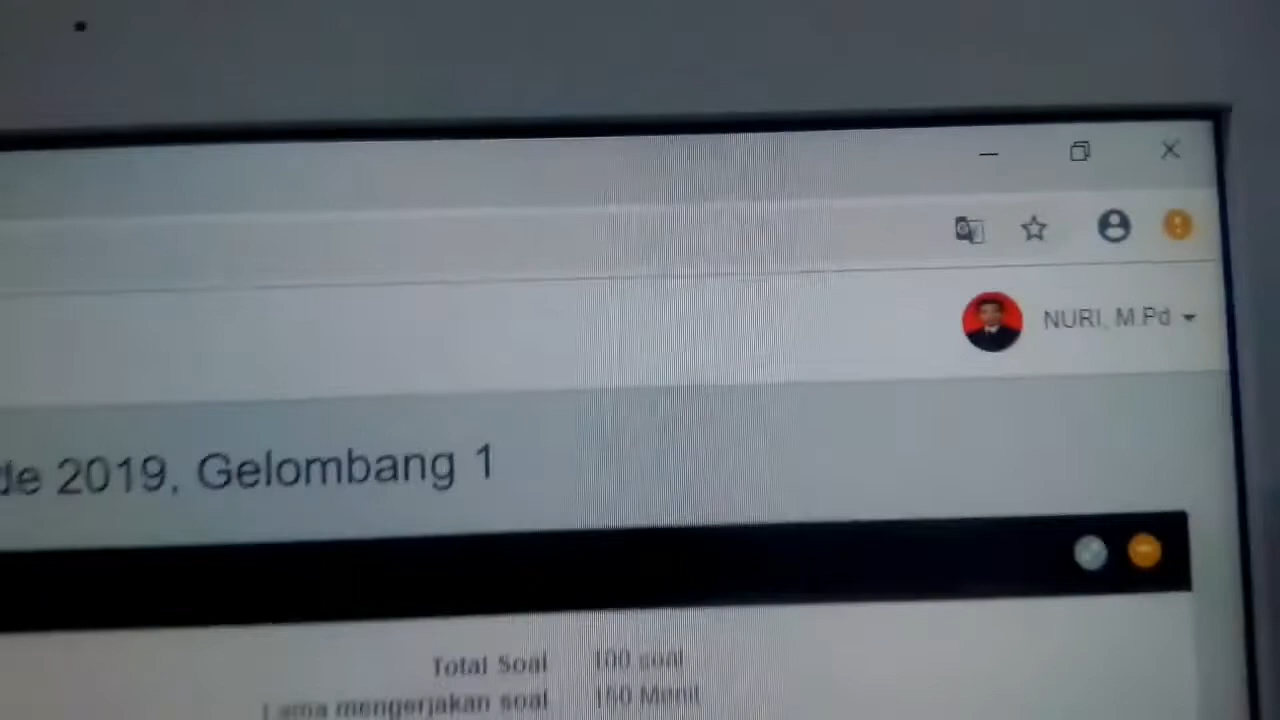 NURI, M.Pd
de 2019, Gelombang 1
Total Soal 100 soal
Lama mengerjakan soal 150 Menit